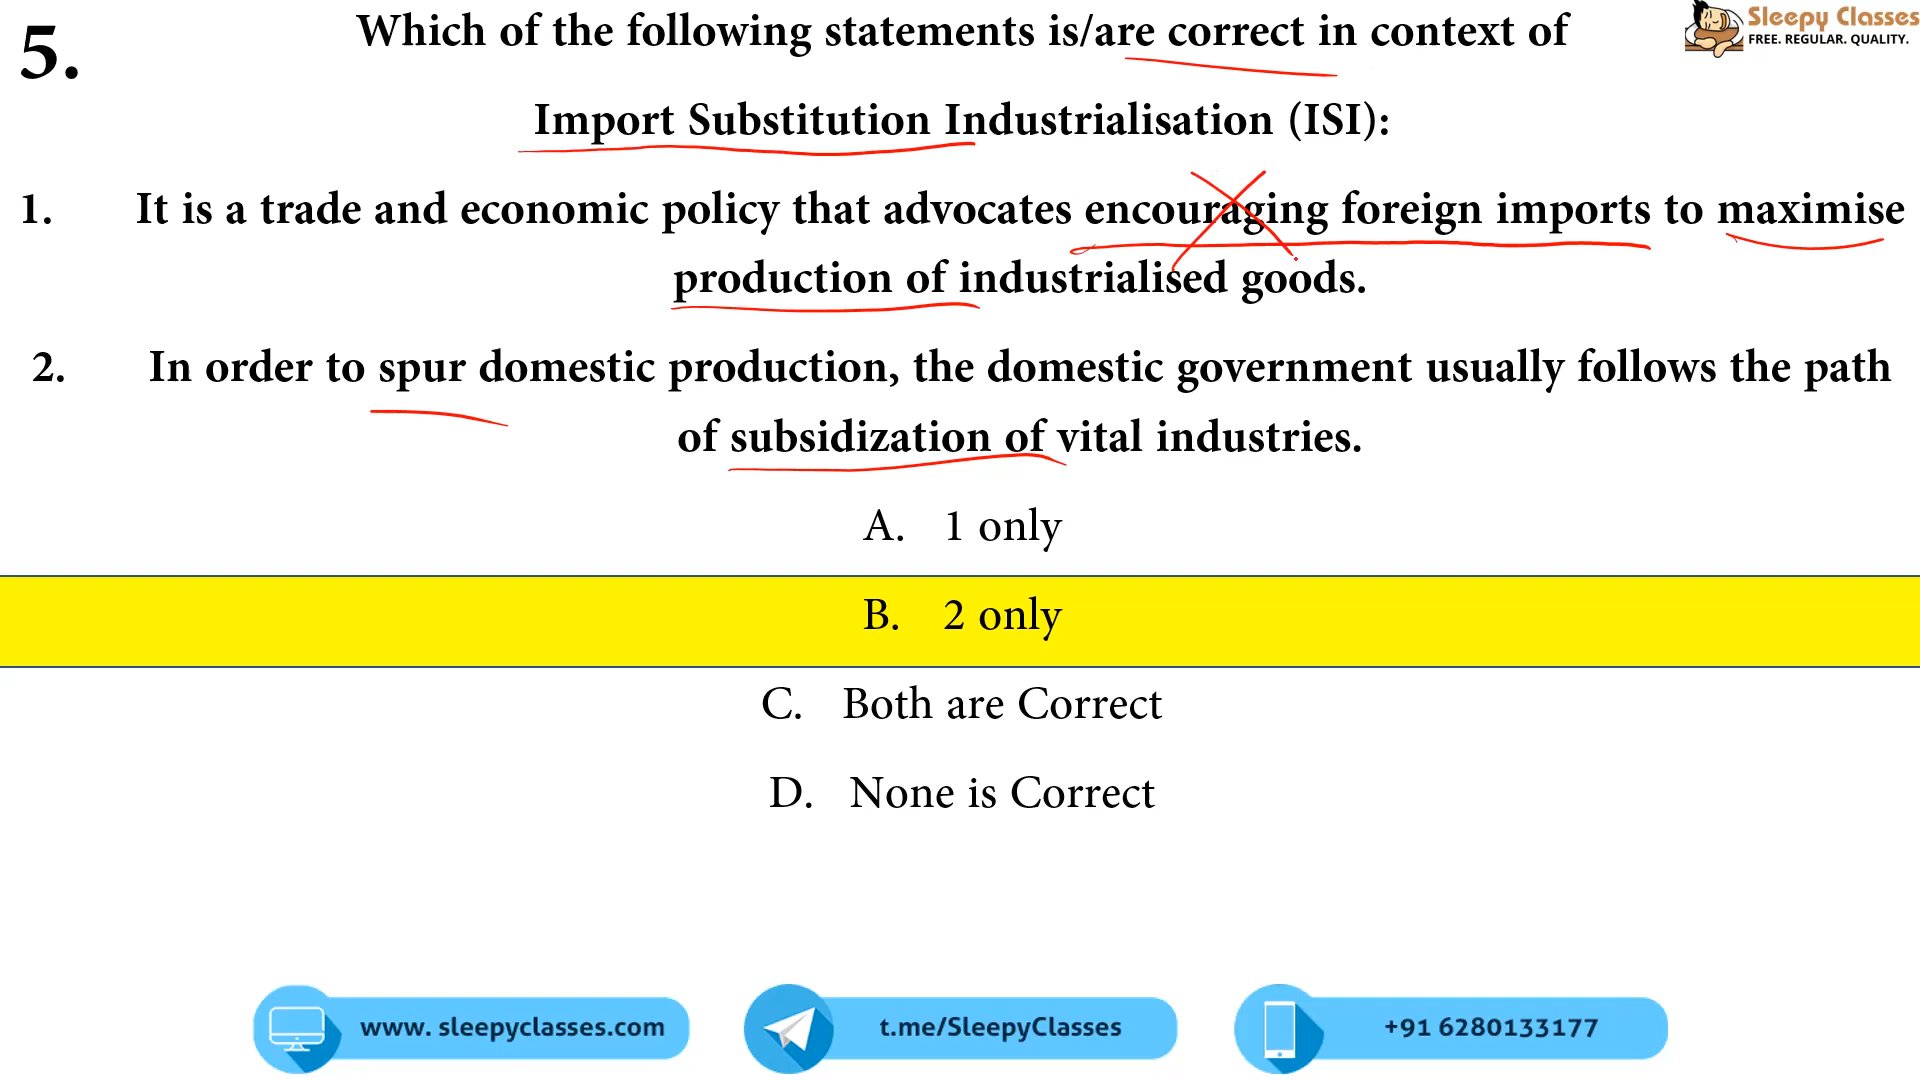 5.
Which of the following statements is/are correct in context of
Import Substitution Industrialisation (ISI):
Sleepy Classes
FREE. REGULAR. QUALITY.
1. It is a trade and economic policy that advocates encouraging foreign imports to maximise
production of industrialised goods.
2. In order to spur domestic production, the domestic government usually follows the path
of subsidization of vital industries.
A. 1 only
B. 2 only
C. Both are Correct
D. None is Correct
www. sleepyclasses.com
t.me/SleepyClasses
+91 6280133177